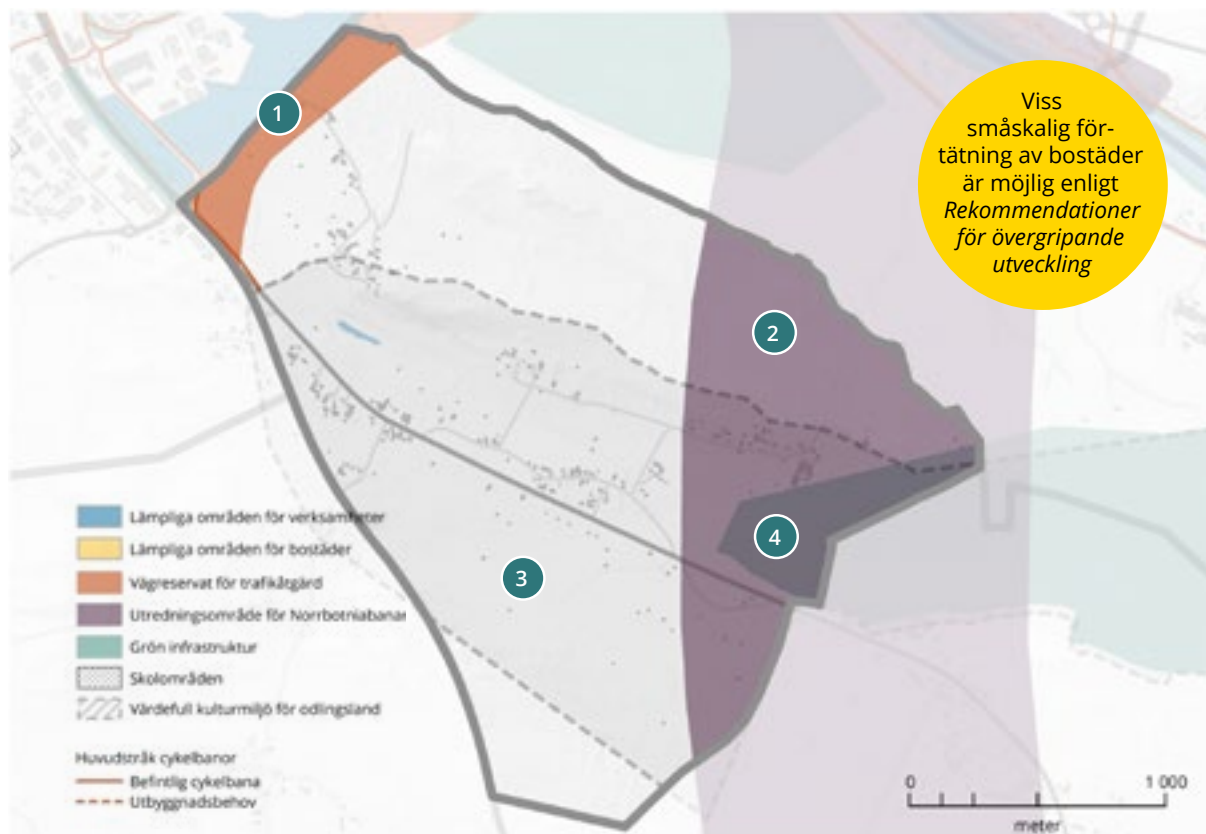 1
Viss
småskalig för-
tätning av bostäder
är möjlig enligt
Rekommendationer
för övergripande
utveckling
2
4
3
Lämpliga områden för verksamheter
Lämpliga områden för bostäder
Vägreservat för trafikåtgärd
Utredningsområde för Norrbotniabanan
Grön infrastruktur
Skolområden
Värdefull kulturmiljö för odlingsland
Huvudstråk cykelbanor
Befintlig cykelbana
Utbyggnadsbehov
0 1 000
meter